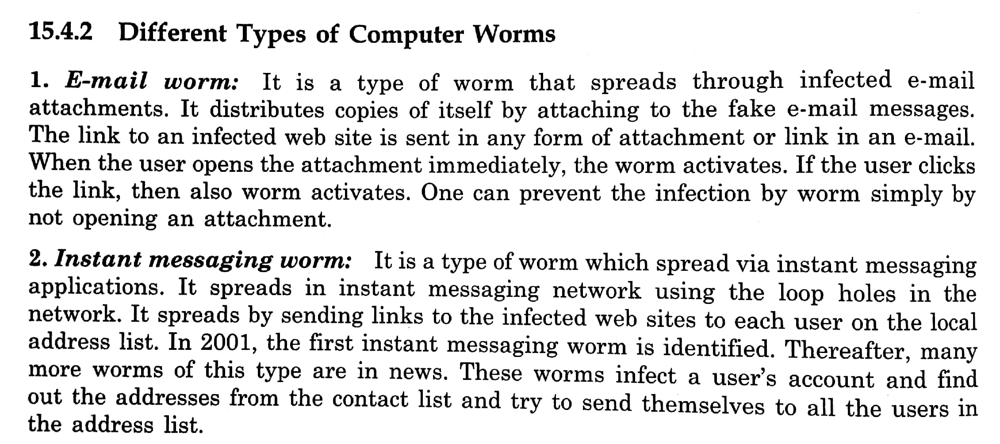 15.4.2 Different Types of Computer Worms
1. E-mail worm: It is a type of worm that spreads through infected e-mail
attachments. It distributes copies of itself by attaching to the fake e-mail messages.
The link to an infected web site is sent in any form of attachment or link in an e-mail.
When the user opens the attachment immediately, the worm activates. If the user clicks
the link, then also worm activates. One can prevent the infection by worm simply by
not opening an attachment.
2. Instant messaging worm: It is a type of worm which spread via instant messaging
applications. It spreads in instant messaging network using the loop holes in the
network. It spreads by sending links to the infected web sites to each user on the local
address list. In 2001, the first instant messaging worm is identified. Thereafter, many
more worms of this type are in news. These worms infect a user's account and find
out the addresses from the contact list and try to send themselves to all the users in
the address list.